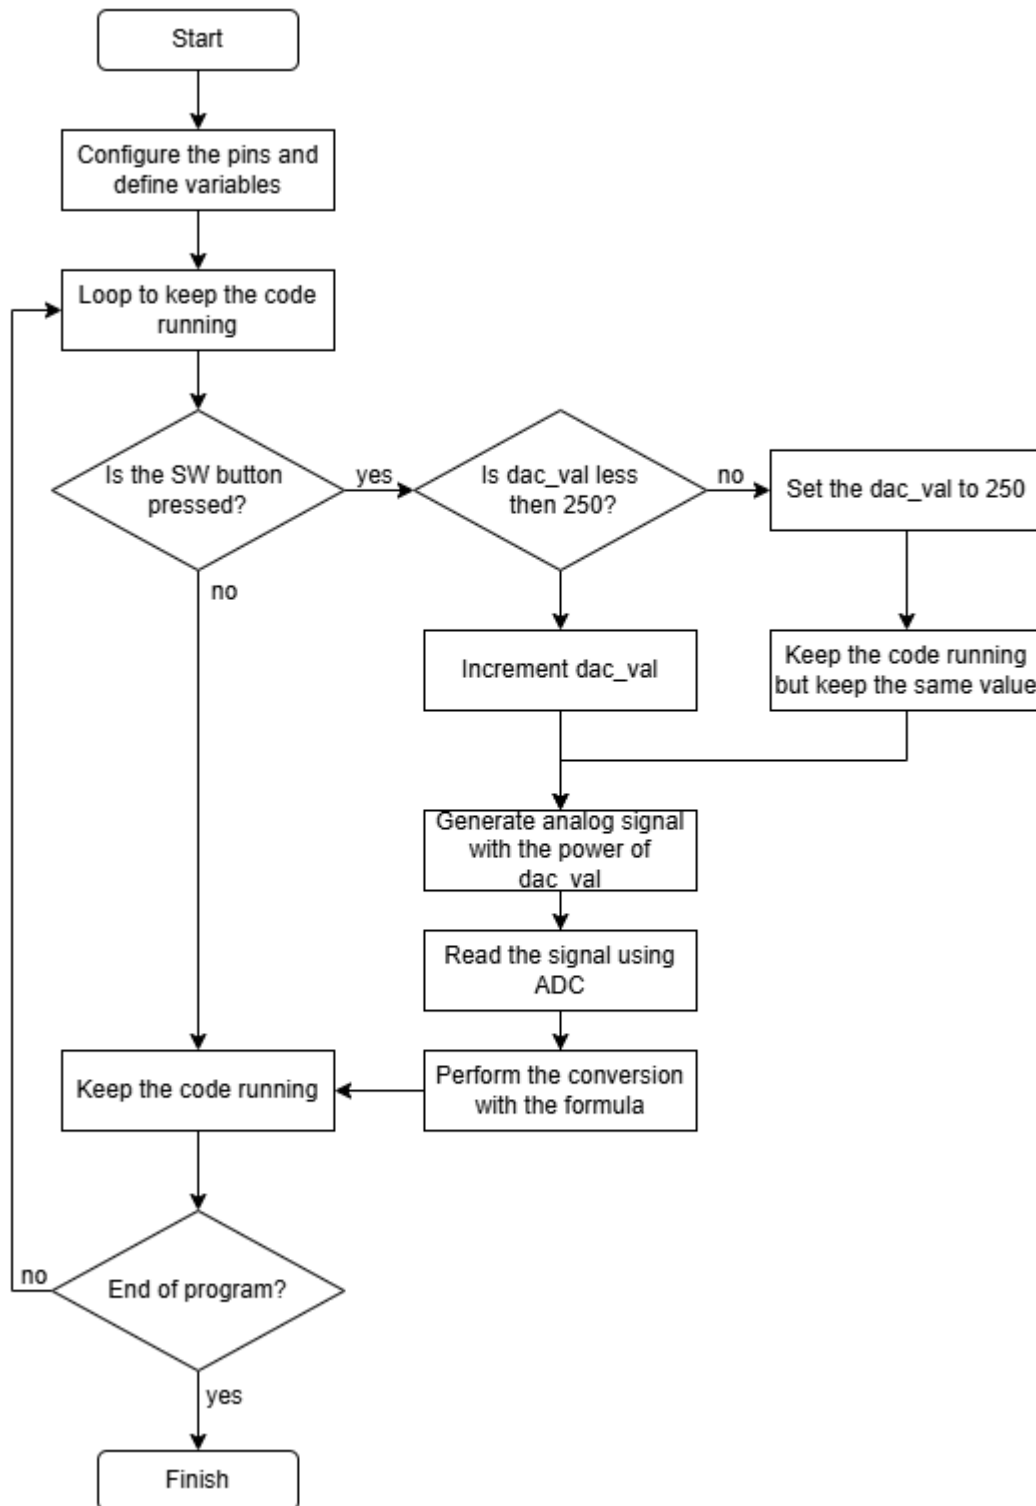 Start
Configure the pins and
define variables
Loop to keep the code
running
Is the SW button
pressed?
yes
Is dac_val less
then 250?
no
Set the dac_val to 250
no
Increment dac_val
Keep the code running
but keep the same value
Generate analog signal
with the power of
dac_val
Read the signal using
ADC
Keep the code running
Perform the conversion
with the formula
no
End of program?
yes
Finish